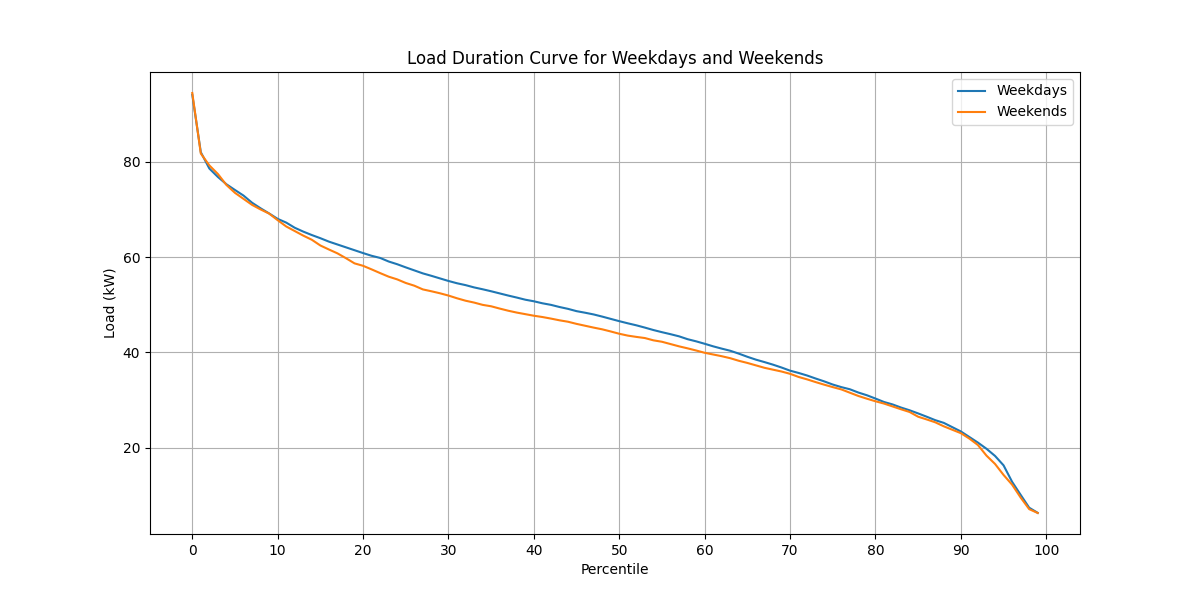 Load Duration Curve for Weekdays and Weekends
Weekdays
Weekends
80
60
40
20
Load (kW)
0 10 20 30 40 50 60 70 80 90 100
Percentile